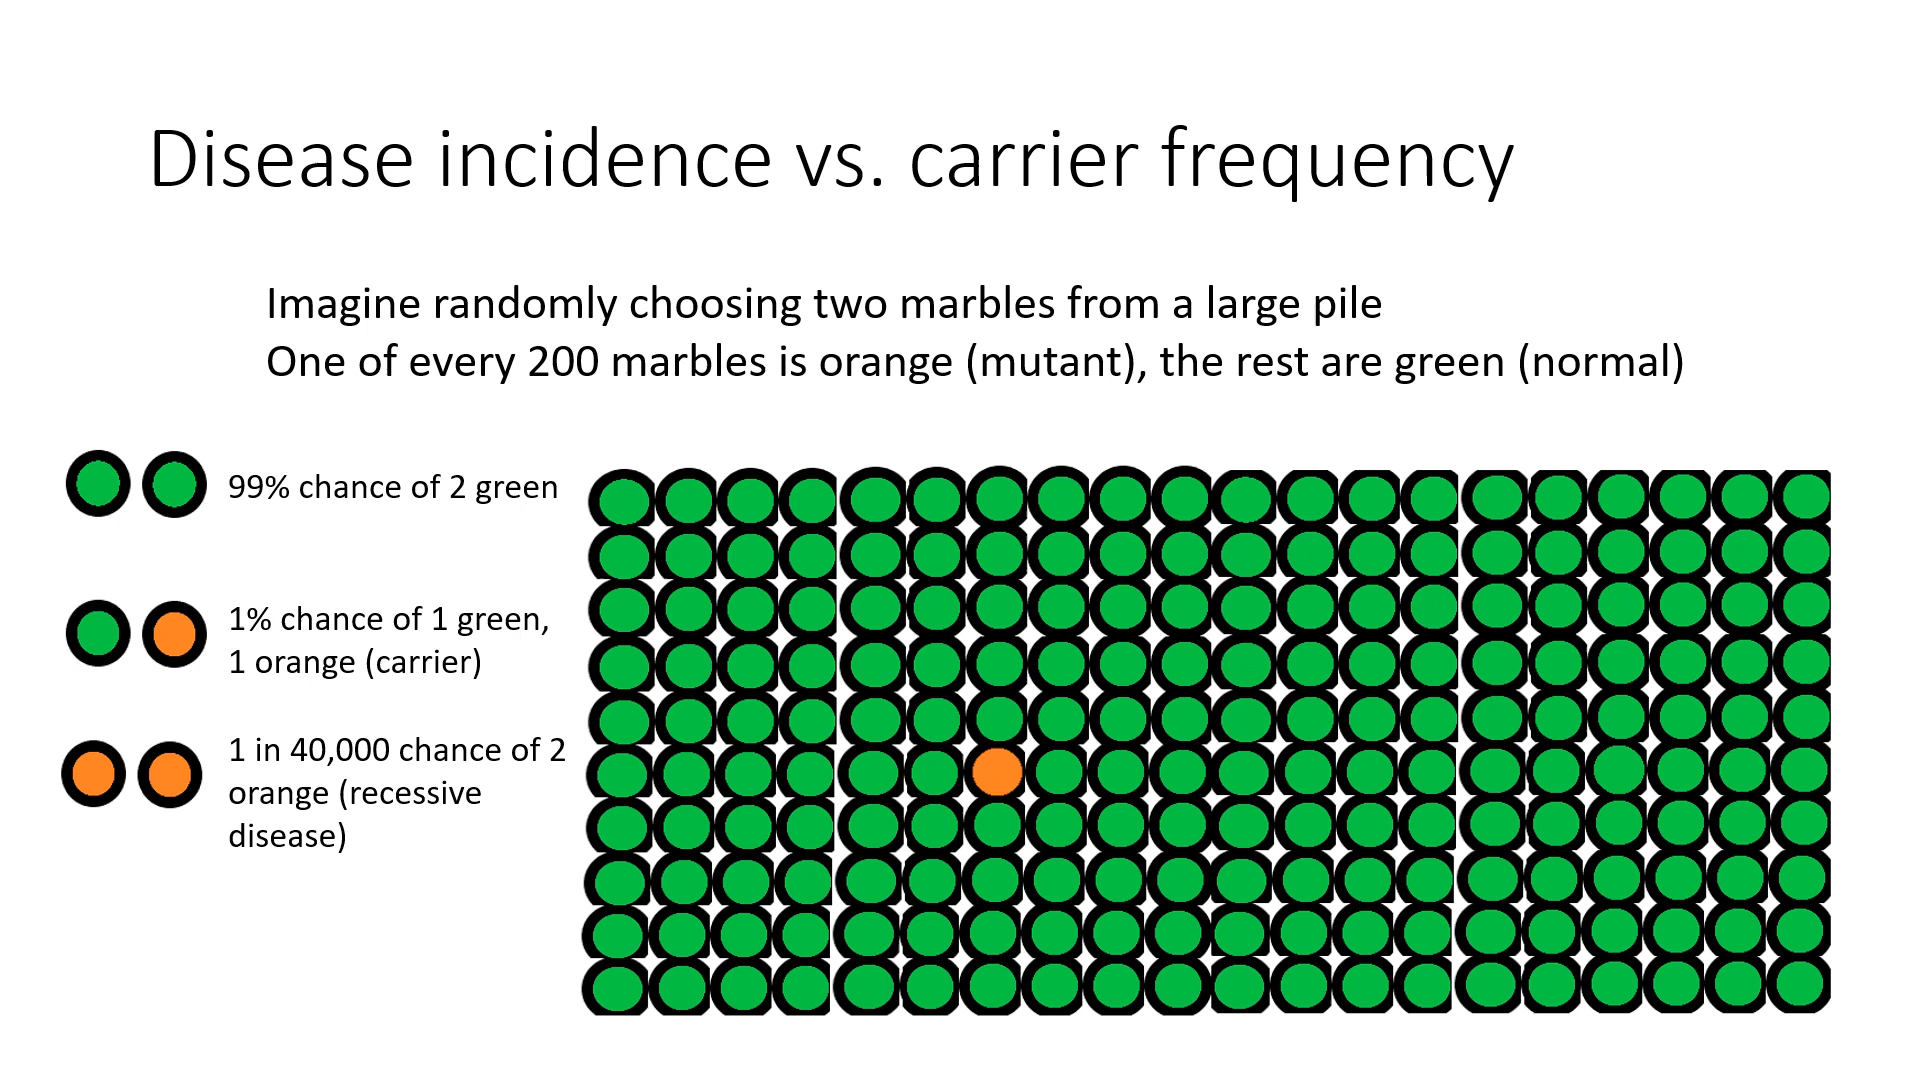 Disease incidence vs. carrier frequency
Imagine randomly choosing two marbles from a large pile
One of every 200 marbles is orange (mutant), the rest are green (normal)
99% chance of 2 green
1% chance of 1 green,
1 orange (carrier)
1 in 40,000 chance of 2
orange (recessive
disease)